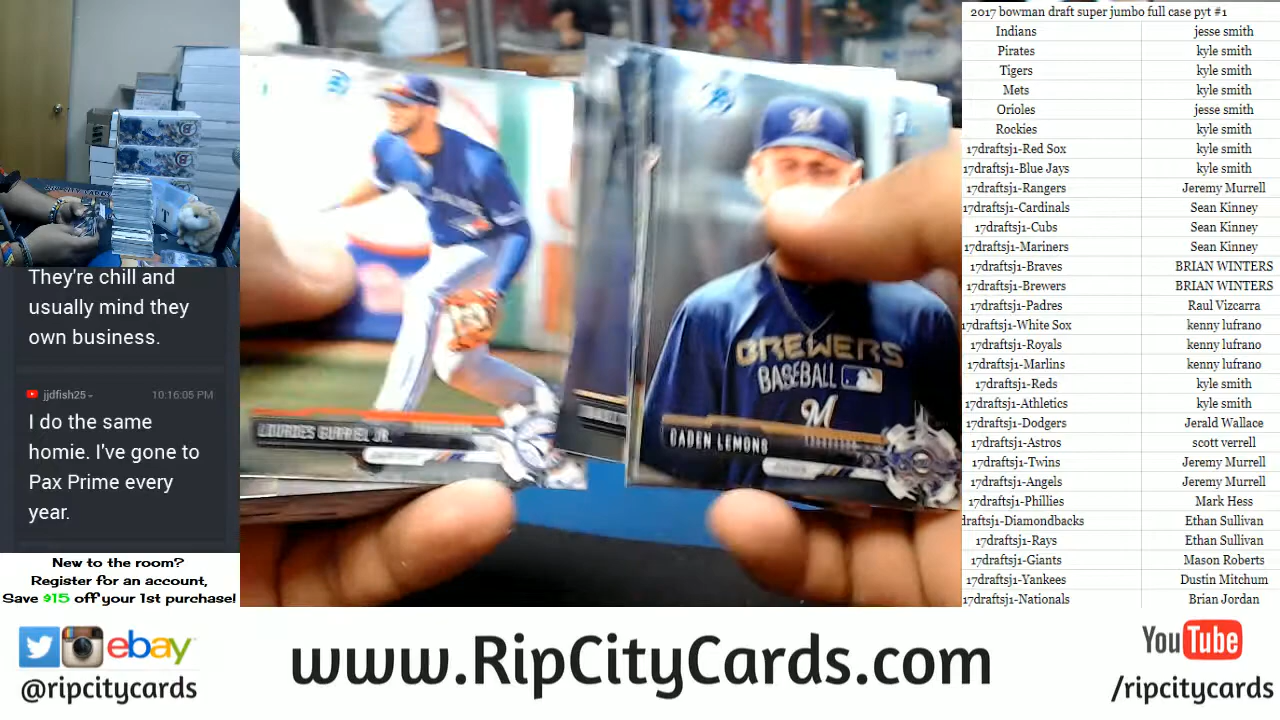 They're chill and
usually mind they
own business.
jjdfish25
10:16:05 PM
I do the same
homie. I've gone to
Pax Prime every
year.
New to the room?
Register for an account,
Save $15 off your 1st purchase!
LOURDES GURRIEL JR.
BREWERS
BASEBALL
M
CADEN LEMONS
2017 bowman draft super jumbo full case pyt #1
Indians jesse smith
Pirates kyle smith
Tigers kyle smith
Mets kyle smith
Orioles jesse smith
Rockies kyle smith
17draftsj1-Red Sox kyle smith
17draftsj1-Blue Jays kyle smith
17draftsj1-Rangers Jeremy Murrell
17draftsj1-Cardinals Sean Kinney
17draftsj1-Cubs Sean Kinney
17draftsj1-Mariners Sean Kinney
17draftsj1-Braves BRIAN WINTERS
17draftsj1-Brewers BRIAN WINTERS
17draftsj1-Padres Raul Vizcarra
17draftsj1-White Sox kenny lufrano
17draftsj1-Royals kenny lufrano
17draftsj1-Marlins kenny lufrano
17draftsj1-Reds kyle smith
17draftsj1-Athletics kyle smith
17draftsj1-Dodgers Jerald Wallace
17draftsj1-Astros scott verrell
17draftsj1-Twins Jeremy Murrell
17draftsj1-Angels Jeremy Murrell
17draftsj1-Phillies Mark Hess
draftsj1-Diamondbacks Ethan Sullivan
17draftsj1-Rays Ethan Sullivan
17draftsj1-Giants Mason Roberts
17draftsj1-Yankees Dustin Mitchum
17draftsj1-Nationals Brian Jordan
ebay
@ripcitycards
www.RipCityCards.com
YouTube
/ripcitycards